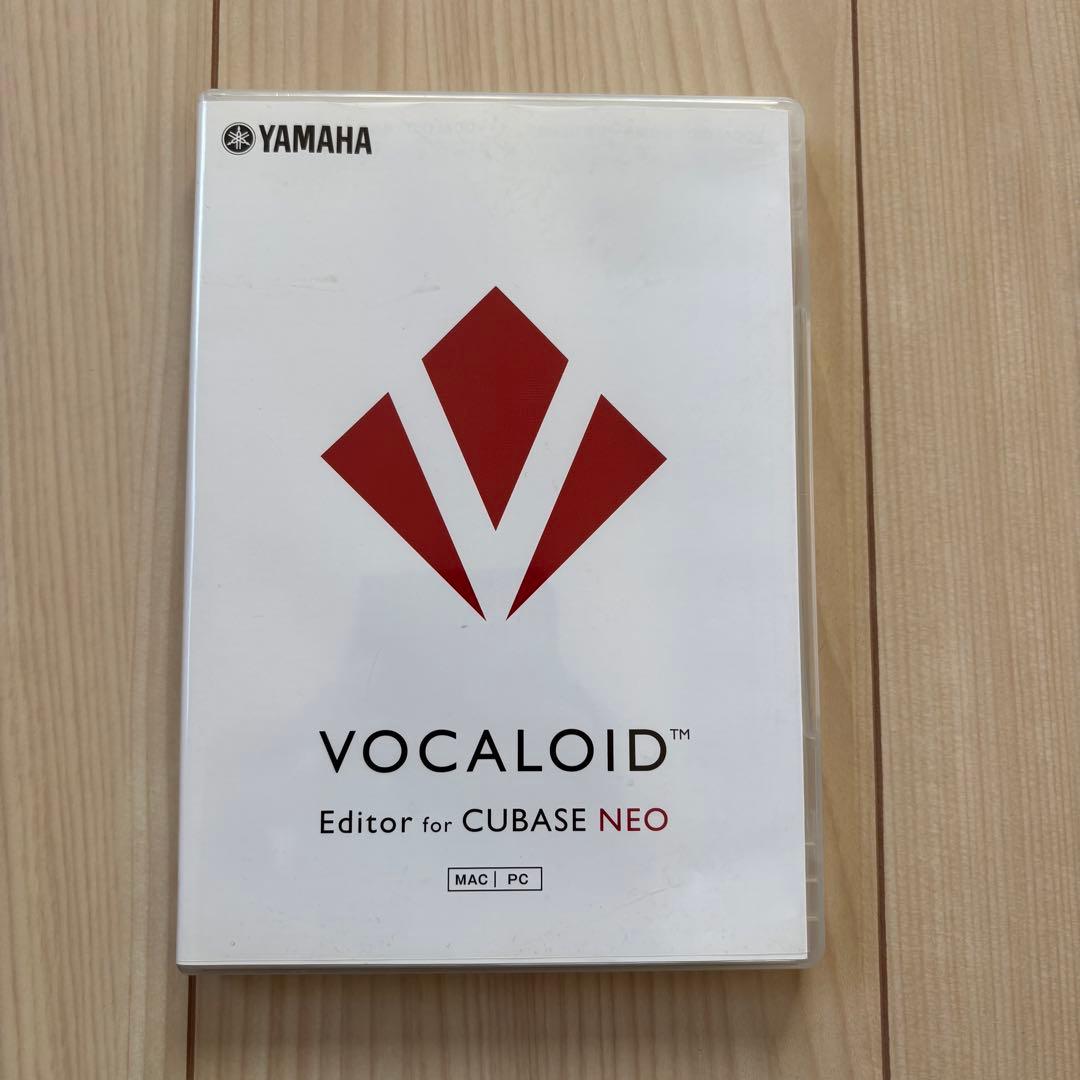 YAMAHA
VOCALOID™
Editor for CUBASE NEO
MAC | PC